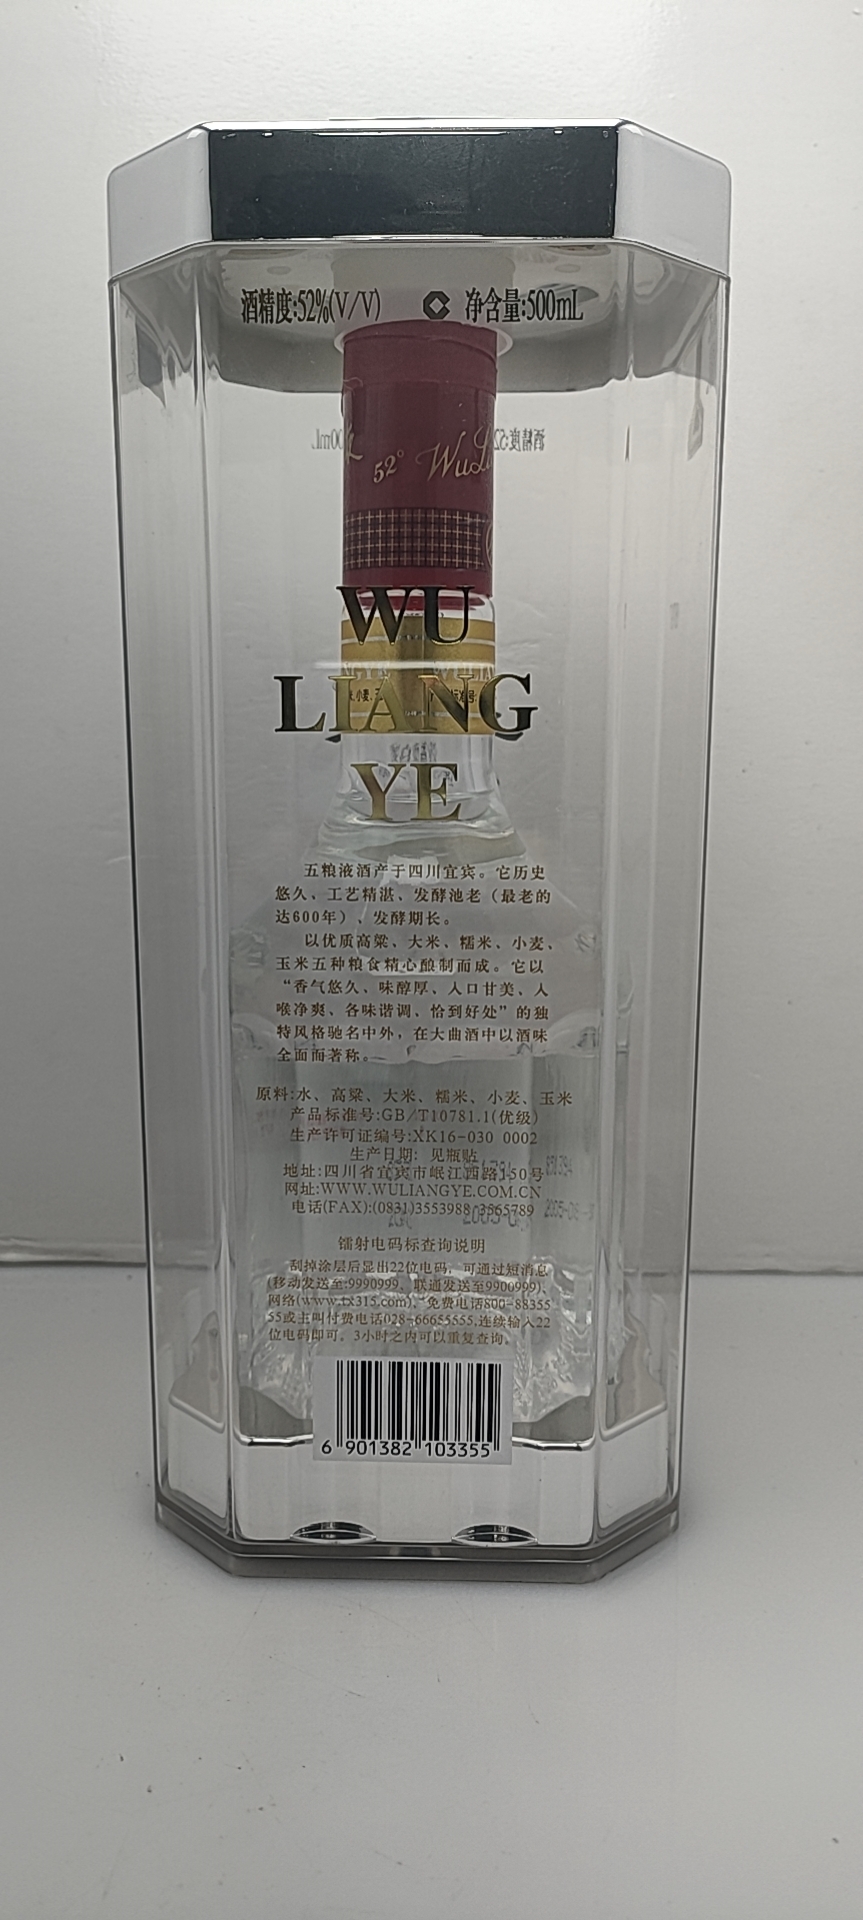 酒精度:52%(V/V) 净含量:500mL
52° WuLi
WU
LIANG
YE
五粮液酒产于四川宜宾。它历史
悠久、工艺精湛、发酵池老（最老的
达600年）、发酵期长。
以优质高粱、大米、糯米、小麦、
玉米五种粮食精心酿制而成。它以
“香气悠久、味醇厚、入口甘美、入
喉净爽、各味谐调、恰到好处”的独
特风格驰名中外，在大曲酒中以酒味
全面而著称。
原料:水、高粱、大米、糯米、小麦、玉米
产品标准号:GB/T10781.1(优级)
生产许可证编号:XK16-030 0002
生产日期: 见瓶贴
地址:四川省宜宾市岷江西路150号
网址:WWW.WULIANGYE.COM.CN
电话(FAX):(0831)3553988 3565789
镭射电码标查询说明
刮掉涂层后显出22位电码，可通过短消息
(移动发送至:9990999、联通发送至9900999)、
网络(www.tx315.com)、免费电话800-88355
55或主叫付费电话028-66655555,连续输入22
位电码即可。3小时之内可以重复查询。
6 901382 103355